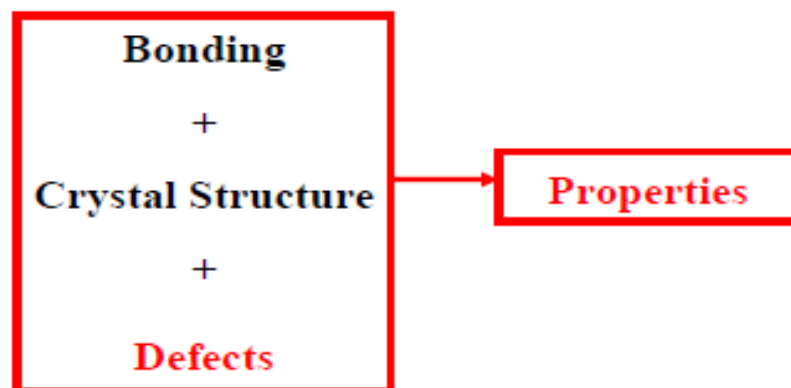 Bonding
+
Crystal Structure
+
Defects
Properties